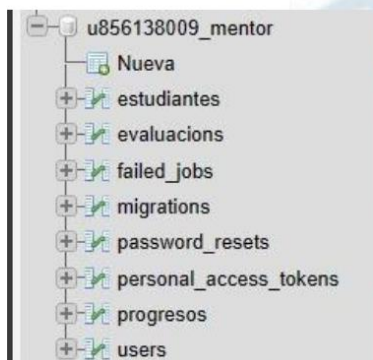 u856138009_mentor
Nueva
estudiantes
evaluacions
failed_jobs
migrations
password_resets
personal_access_tokens
progresos
users